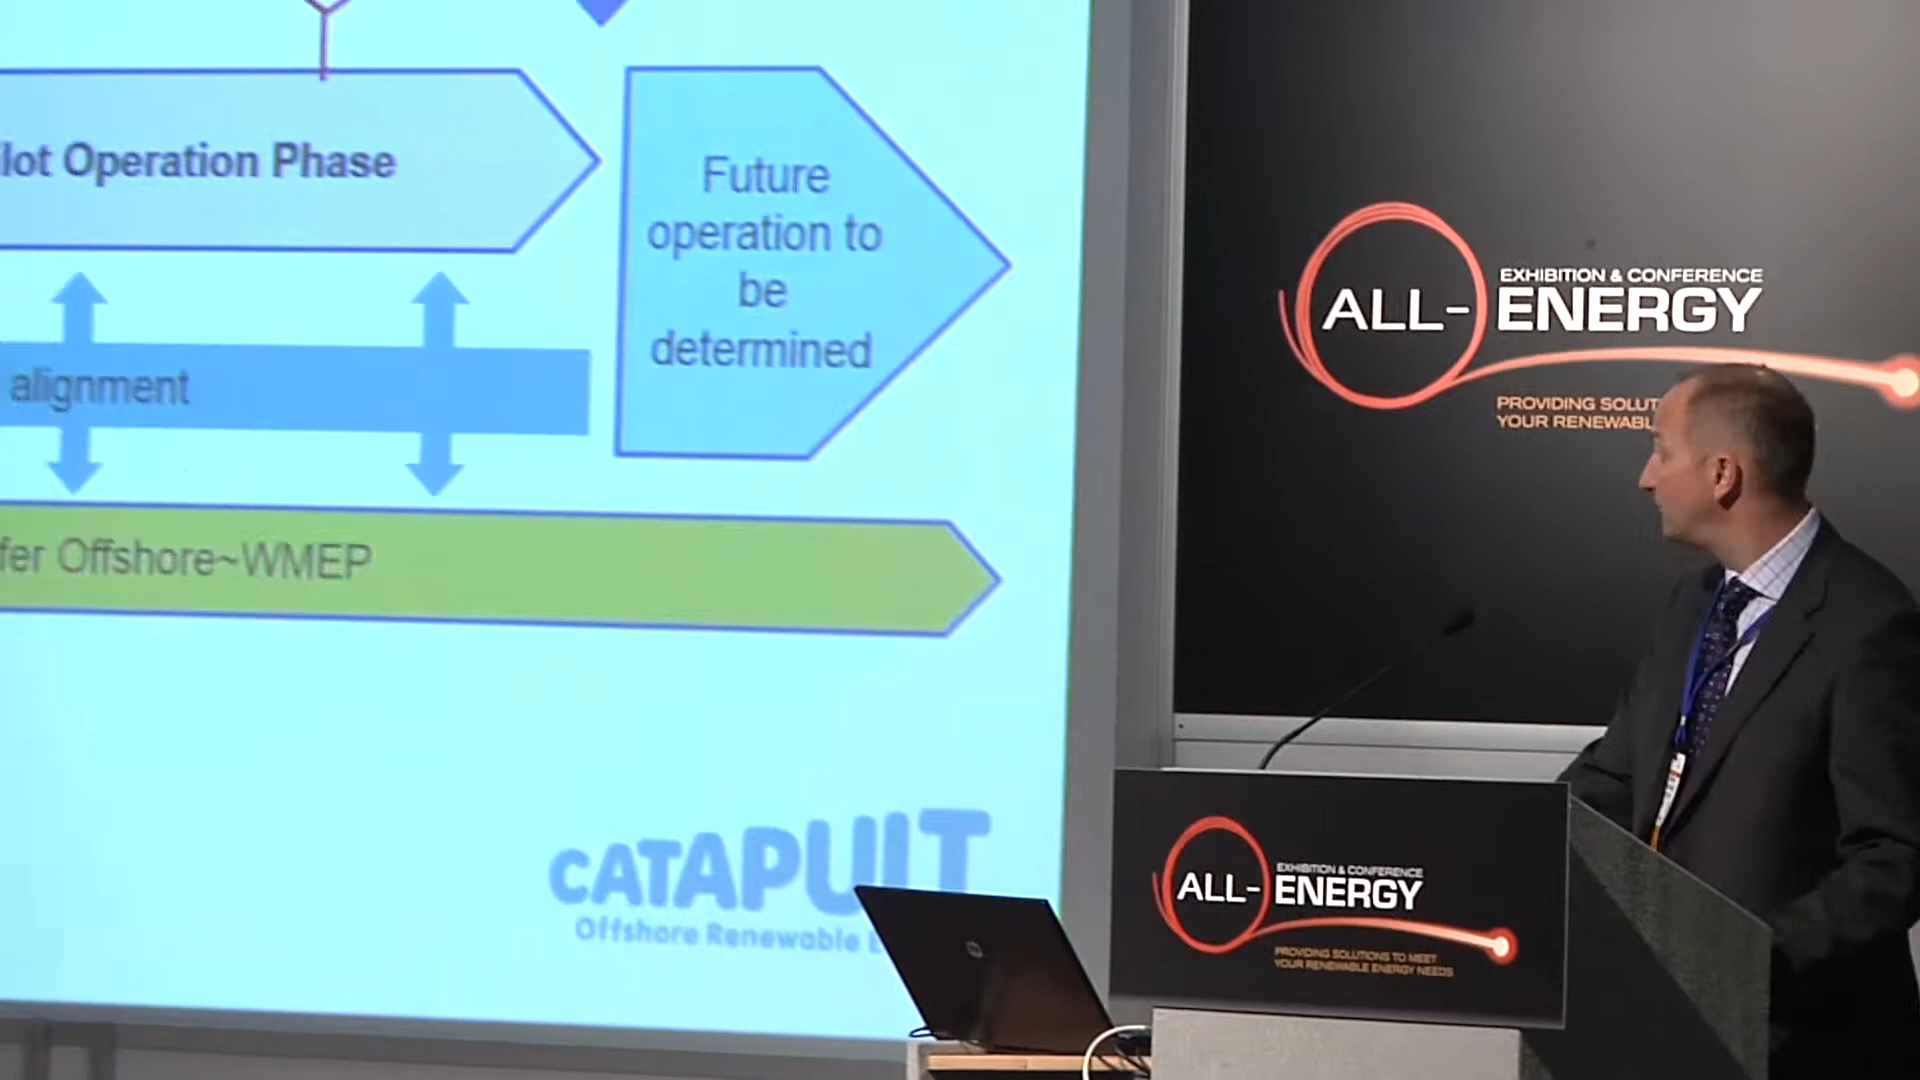 lot Operation Phase
Future
operation to
be
determined
alignment
fer Offshore~WMEP
CATAPULT
Offshore Renewable
EXHIBITION & CONFERENCE
ALL-ENERGY
PROVIDING SOLUT
YOUR RENEWABL
EXHIBITION & CONFERENCE
ALL-ENERGY
PROVIDING SOLUTIONS TO MEET
YOUR RENEWABLE ENERGY NEEDS